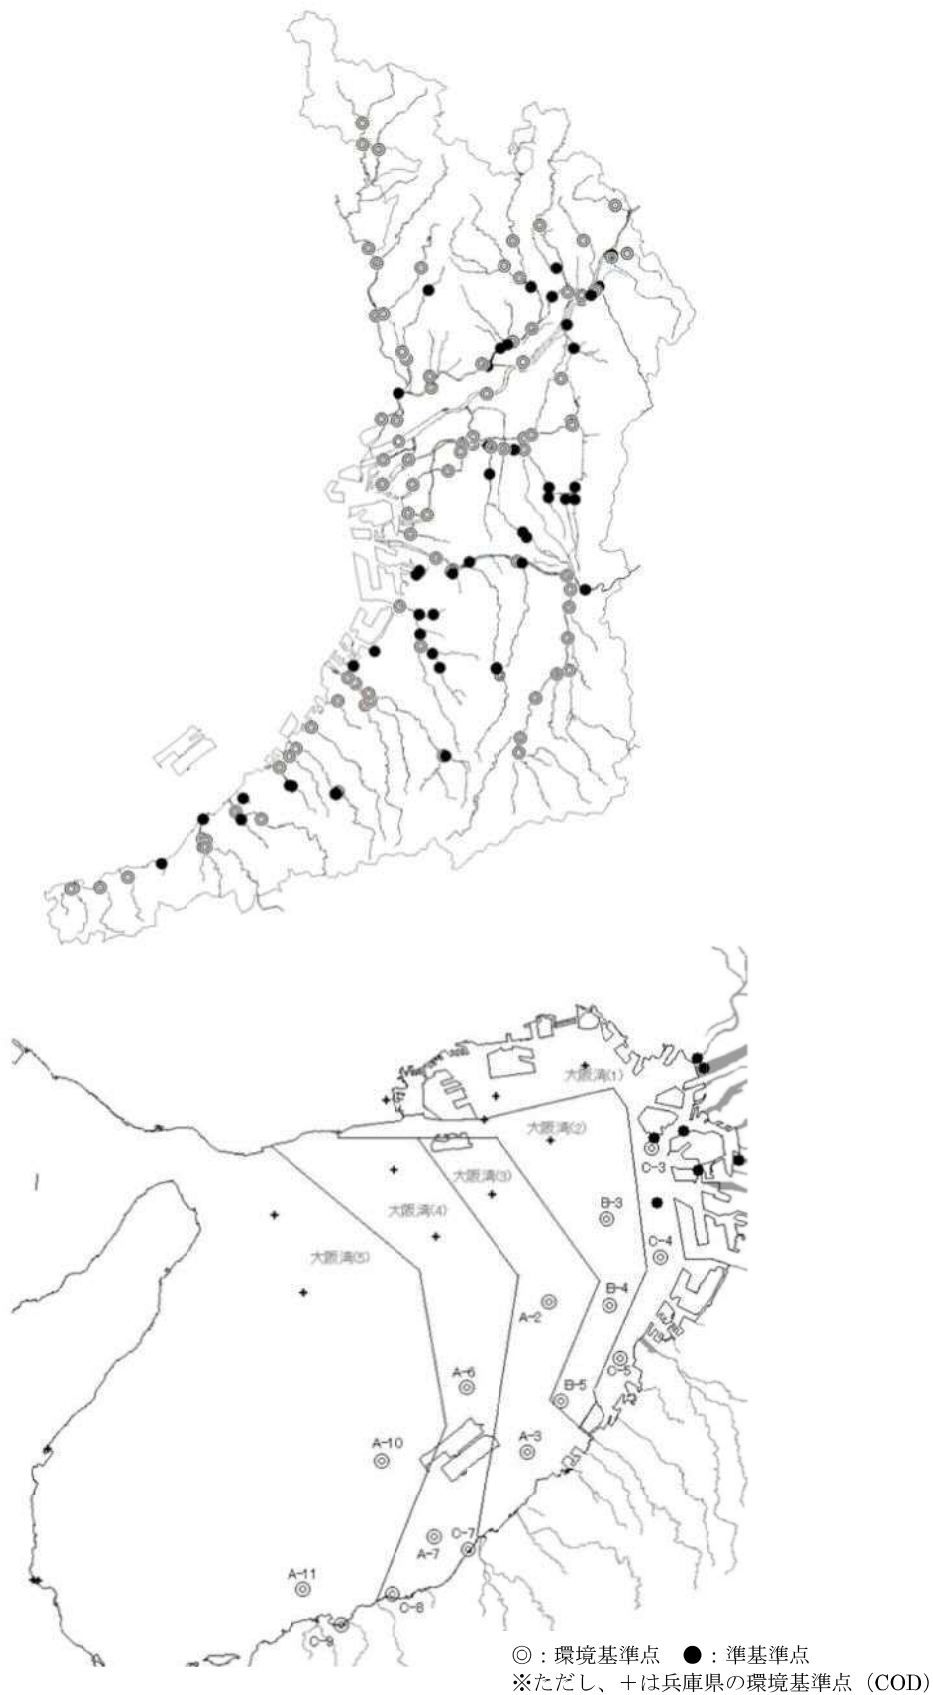 大阪湾(1)
大阪湾(2)
C-3
大阪湾(3)
大阪湾(4)
B-3
C-4
大阪湾(5)
B-4
A-2
C-5
A-6
B-5
A-10
A-3
C-7
A-7
A-11
C-8
C-9
◎：環境基準点　●：準基準点
※ただし、＋は兵庫県の環境基準点（COD）